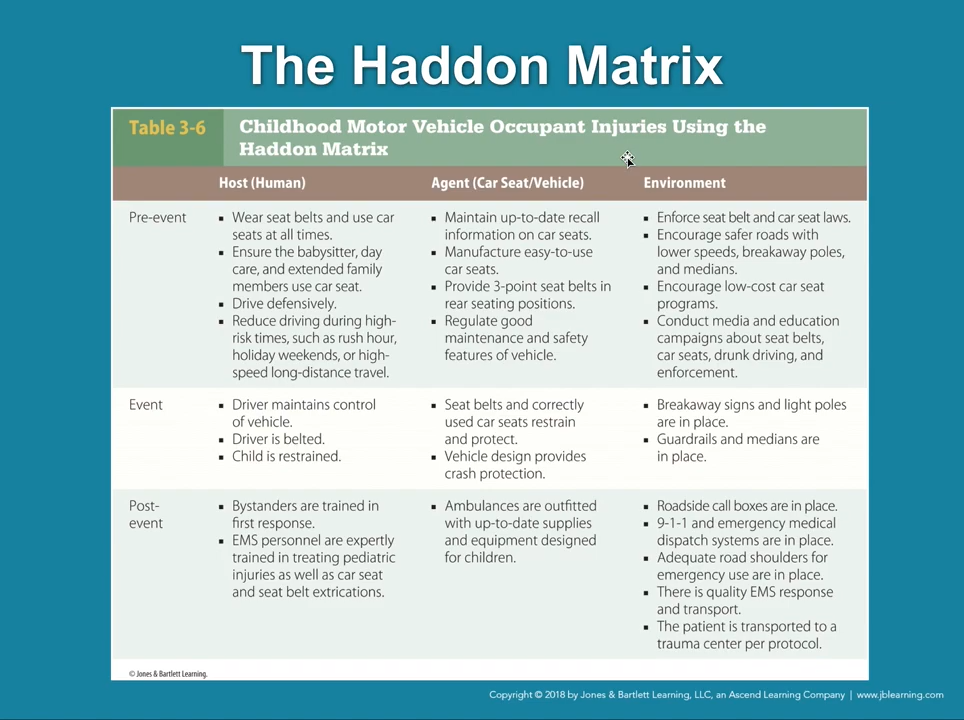 The Haddon Matrix
Table 3-6
Childhood Motor Vehicle Occupant Injuries Using the
Haddon Matrix
Host (Human)
Agent (Car Seat/Vehicle)
Environment
Pre-event
▪ Wear seat belts and use car
seats at all times.
▪ Ensure the babysitter, day
care, and extended family
members use car seat.
▪ Drive defensively.
▪ Reduce driving during high-
risk times, such as rush hour,
holiday weekends, or high-
speed long-distance travel.
▪ Maintain up-to-date recall
information on car seats.
▪ Manufacture easy-to-use
car seats.
▪ Provide 3-point seat belts in
rear seating positions.
▪ Regulate good
maintenance and safety
features of vehicle.
▪ Enforce seat belt and car seat laws.
▪ Encourage safer roads with
lower speeds, breakaway poles,
and medians.
▪ Encourage low-cost car seat
programs.
▪ Conduct media and education
campaigns about seat belts,
car seats, drunk driving, and
enforcement.
Event
▪ Driver maintains control
of vehicle.
▪ Driver is belted.
▪ Child is restrained.
▪ Seat belts and correctly
used car seats restrain
and protect.
▪ Vehicle design provides
crash protection.
▪ Breakaway signs and light poles
are in place.
▪ Guardrails and medians are
in place.
Post-
event
▪ Bystanders are trained in
first response.
▪ EMS personnel are expertly
trained in treating pediatric
injuries as well as car seat
and seat belt extrications.
▪ Ambulances are outfitted
with up-to-date supplies
and equipment designed
for children.
▪ Roadside call boxes are in place.
▪ 9-1-1 and emergency medical
dispatch systems are in place.
▪ Adequate road shoulders for
emergency use are in place.
▪ There is quality EMS response
and transport.
▪ The patient is transported to a
trauma center per protocol.
© Jones & Bartlett Learning.
Copyright © 2018 by Jones & Bartlett Learning, LLC, an Ascend Learning Company | www.jblearning.com